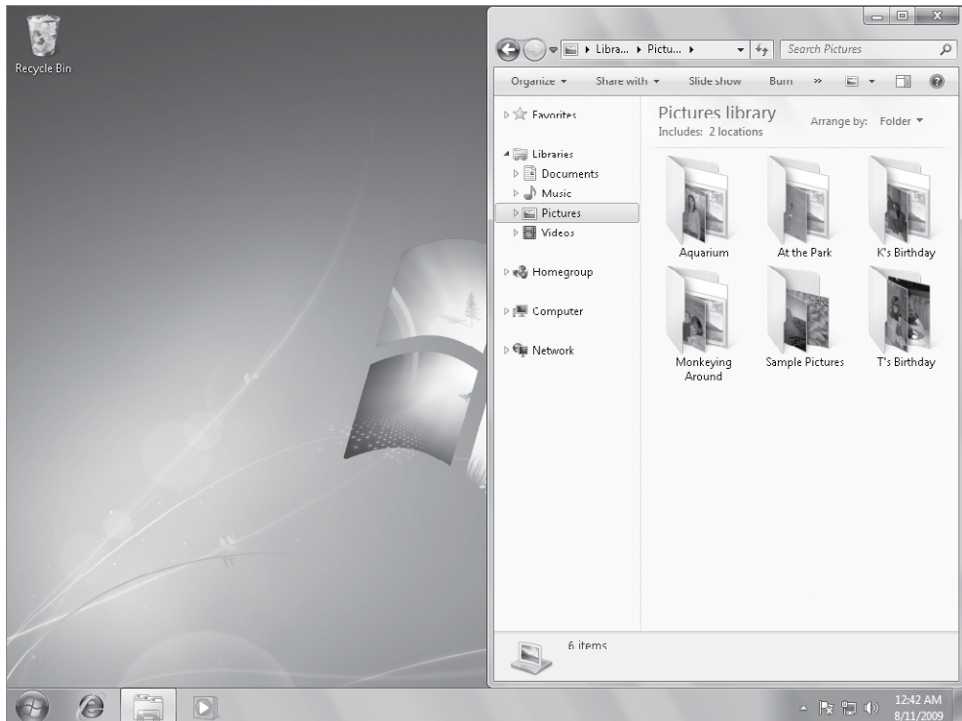 Recycle Bin
Libra... Pictu...
Search Pictures
Organize Share with Slide show Burn »
Favorites
Libraries
Documents
Music
Pictures
Videos
Homegroup
Computer
Network
Pictures library
Includes: 2 locations
Arrange by: Folder
Aquarium
At the Park
K's Birthday
Monkeying Around
Sample Pictures
T's Birthday
6 items
12:42 AM
8/11/2009